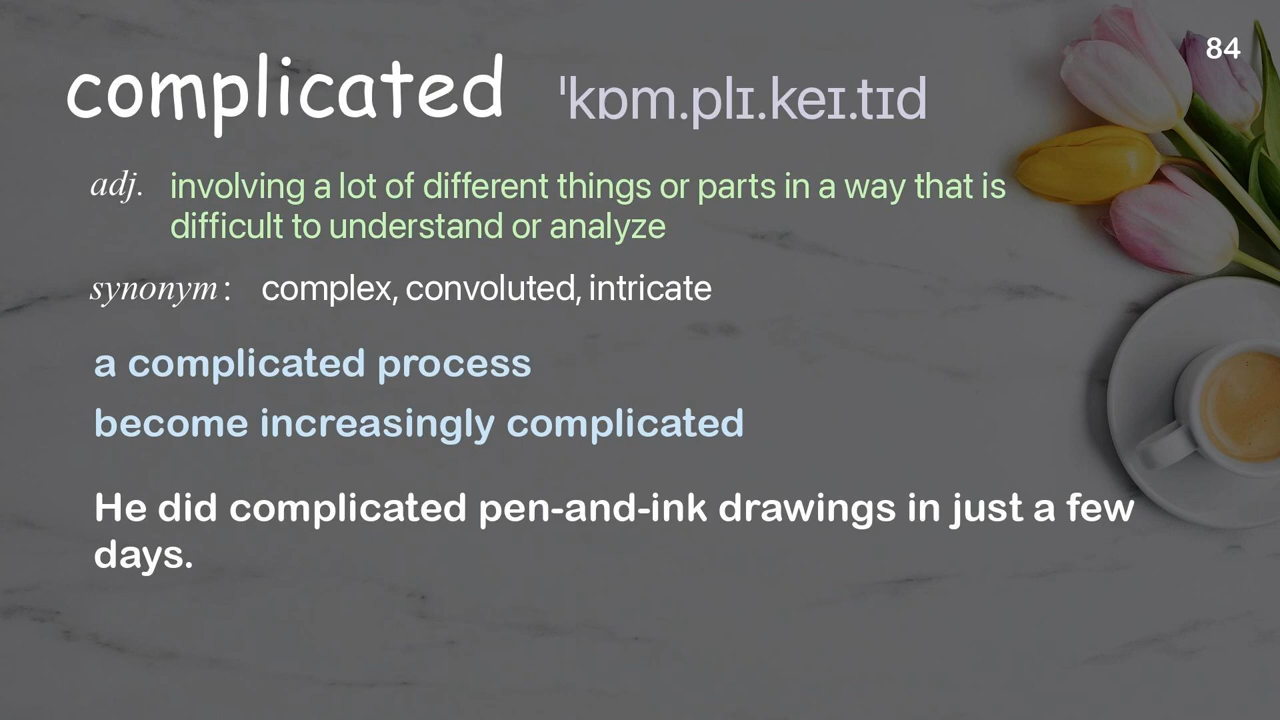 84
complicated ˈkɒm.plɪ.keɪ.tɪd
adj. involving a lot of different things or parts in a way that is
difficult to understand or analyze
synonym: complex, convoluted, intricate
a complicated process
become increasingly complicated
He did complicated pen-and-ink drawings in just a few
days.